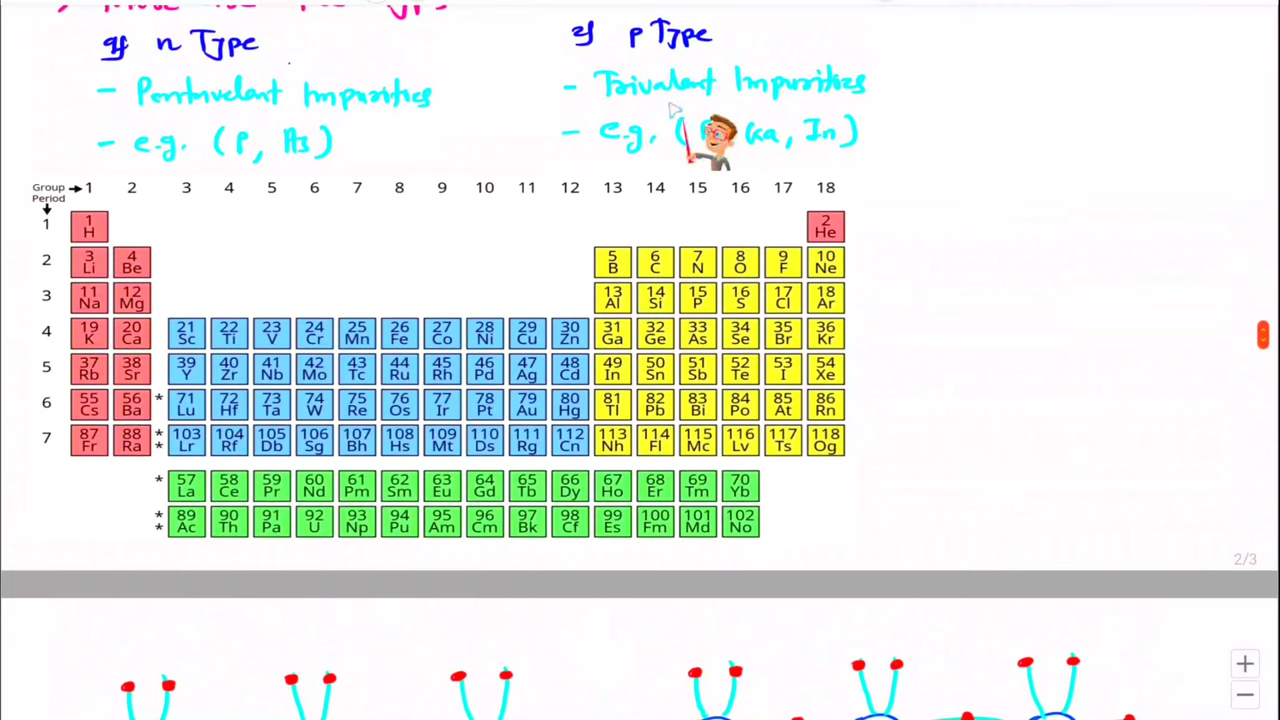 n Type
p Type
- Pentavalent Impurities
- Trivalent Impurities
- e.g. (P, As)
- e.g. ( Ga, In)
Group 1 2 3 4 5 6 7 8 9 10 11 12 13 14 15 16 17 18
Period
1 1 H 2 He
2 3 Li 4 Be 5 B 6 C 7 N 8 O 9 F 10 Ne
3 11 Na 12 Mg 13 Al 14 Si 15 P 16 S 17 Cl 18 Ar
4 19 K 20 Ca 21 Sc 22 Ti 23 V 24 Cr 25 Mn 26 Fe 27 Co 28 Ni 29 Cu 30 Zn 31 Ga 32 Ge 33 As 34 Se 35 Br 36 Kr
5 37 Rb 38 Sr 39 Y 40 Zr 41 Nb 42 Mo 43 Tc 44 Ru 45 Rh 46 Pd 47 Ag 48 Cd 49 In 50 Sn 51 Sb 52 Te 53 I 54 Xe
6 55 Cs 56 Ba * 71 Lu 72 Hf 73 Ta 74 W 75 Re 76 Os 77 Ir 78 Pt 79 Au 80 Hg 81 Tl 82 Pb 83 Bi 84 Po 85 At 86 Rn
7 87 Fr 88 Ra ** 103 Lr 104 Rf 105 Db 106 Sg 107 Bh 108 Hs 109 Mt 110 Ds 111 Rg 112 Cn 113 Nh 114 Fl 115 Mc 116 Lv 117 Ts 118 Og
* 57 La 58 Ce 59 Pr 60 Nd 61 Pm 62 Sm 63 Eu 64 Gd 65 Tb 66 Dy 67 Ho 68 Er 69 Tm 70 Yb
** 89 Ac 90 Th 91 Pa 92 U 93 Np 94 Pu 95 Am 96 Cm 97 Bk 98 Cf 99 Es 100 Fm 101 Md 102 No
2/3